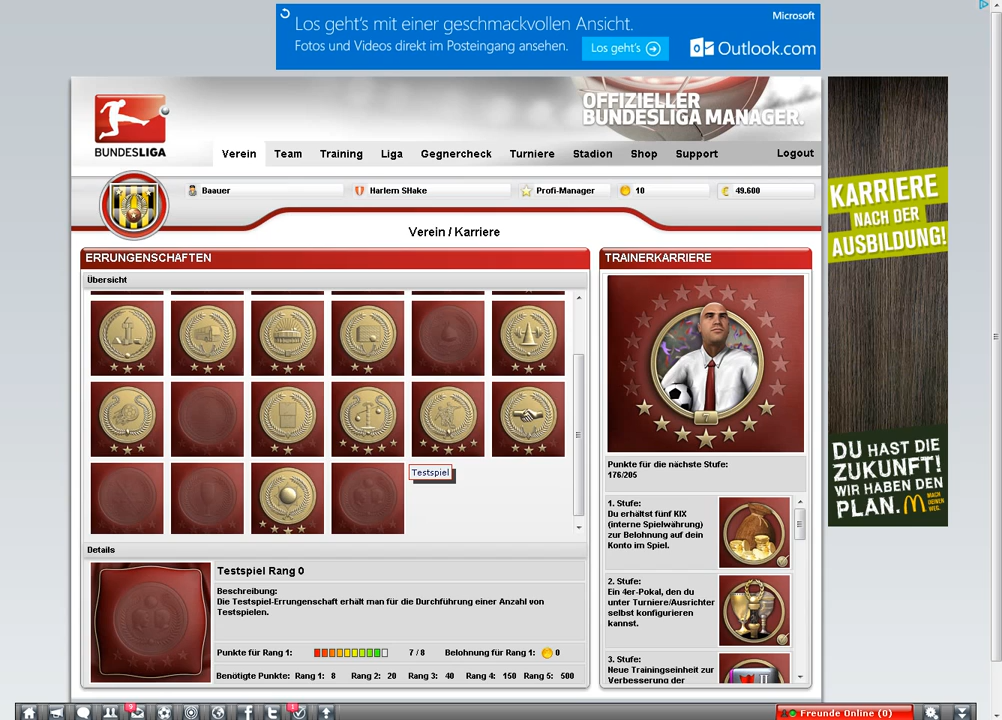 Los geht's mit einer geschmackvollen Ansicht.
Microsoft
Fotos und Videos direkt im Posteingang ansehen.
Los geht's
Outlook.com
BUNDESLIGA
OFFIZIELLER
BUNDESLIGA MANAGER.
Verein Team Training Liga Gegnercheck Turniere Stadion Shop Support Logout
Baauer Harlem SHake Profi-Manager 10 49.600
Verein / Karriere
ERRUNGENSCHAFTEN
Übersicht
Testspiel
Details
Testspiel Rang 0
Beschreibung:
Die Testspiel-Errungenschaft erhält man für die Durchführung einer Anzahl von
Testspielen.
Punkte für Rang 1: 7 / 8 Belohnung für Rang 1: 0
Benötigte Punkte: Rang 1: 8 Rang 2: 20 Rang 3: 40 Rang 4: 150 Rang 5: 500
TRAINERKARRIERE
7
Punkte für die nächste Stufe:
176/205
1. Stufe:
Du erhältst fünf KIX
(interne Spielwährung)
zur Belohnung auf dein
Konto im Spiel.
2. Stufe:
Ein 4er-Pokal, den du
unter Turniere/Ausrichter
selbst konfigurieren
kannst.
3. Stufe:
Neue Trainingseinheit zur
Verbesserung der
KARRIERE
NACH DER
AUSBILDUNG!
DU HAST DIE
ZUKUNFT!
WIR HABEN DEN
PLAN.
MACH
DEINEN
WEG.
9
1
Freunde Online (0)